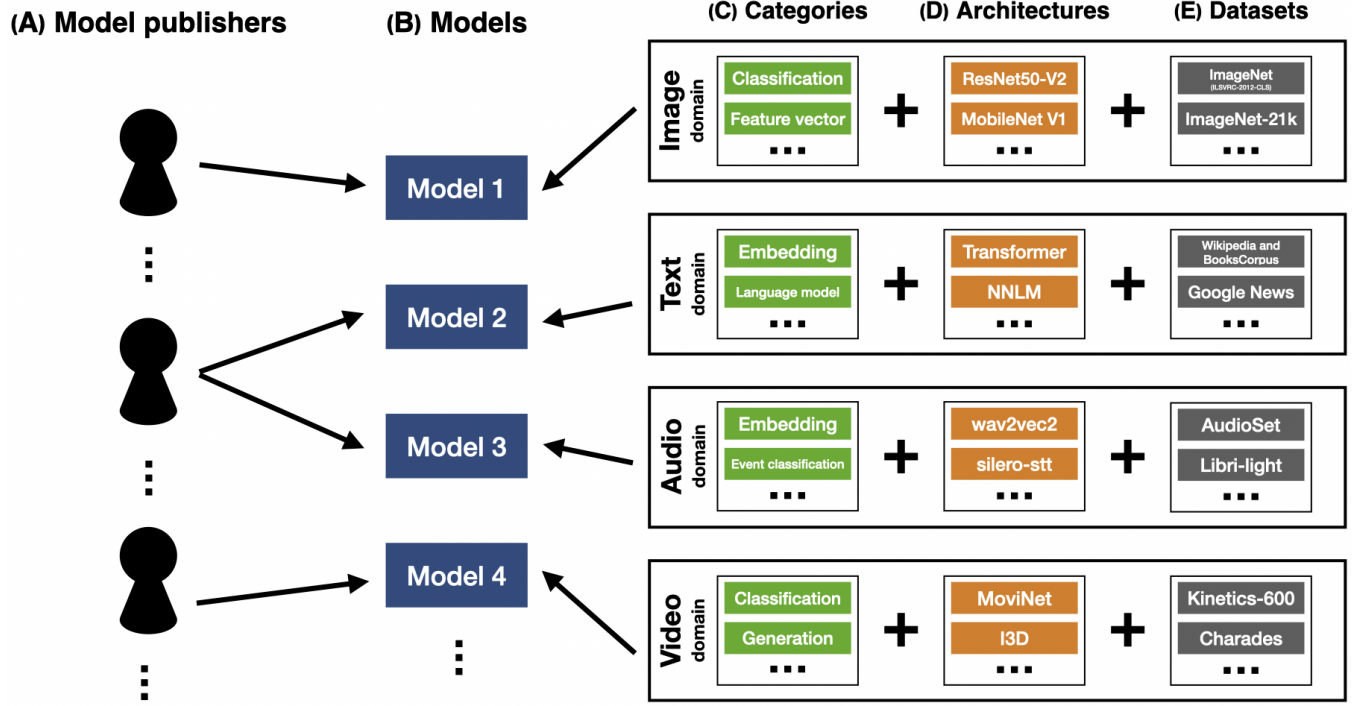 (A) Model publishers
(B) Models
(C) Categories
(D) Architectures
(E) Datasets
Model 1
Model 2
Model 3
Model 4
Image
domain
Classification
Feature vector
ResNet50-V2
MobileNet V1
ImageNet
(ILSVRC-2012-CLS)
ImageNet-21k
Text
domain
Embedding
Language model
Transformer
NNLM
Wikipedia and
BooksCorpus
Google News
Audio
domain
Embedding
Event classification
wav2vec2
silero-stt
AudioSet
Libri-light
Video
domain
Classification
Generation
MoviNet
I3D
Kinetics-600
Charades